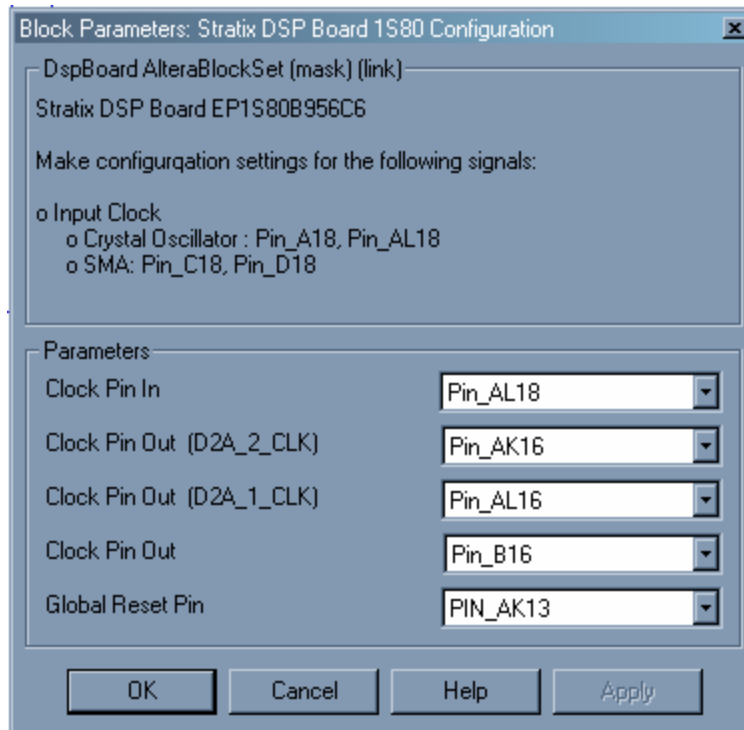 Block Parameters: Stratix DSP Board 1S80 Configuration
DspBoard AlteraBlockSet (mask) (link)
Stratix DSP Board EP1S80B956C6
Make configurqation settings for the following signals:
o Input Clock
o Crystal Oscillator : Pin_A18, Pin_AL18
o SMA: Pin_C18, Pin_D18
Parameters
Clock Pin In Pin_AL18
Clock Pin Out (D2A_2_CLK) Pin_AK16
Clock Pin Out (D2A_1_CLK) Pin_AL16
Clock Pin Out Pin_B16
Global Reset Pin PIN_AK13
OK Cancel Help Apply